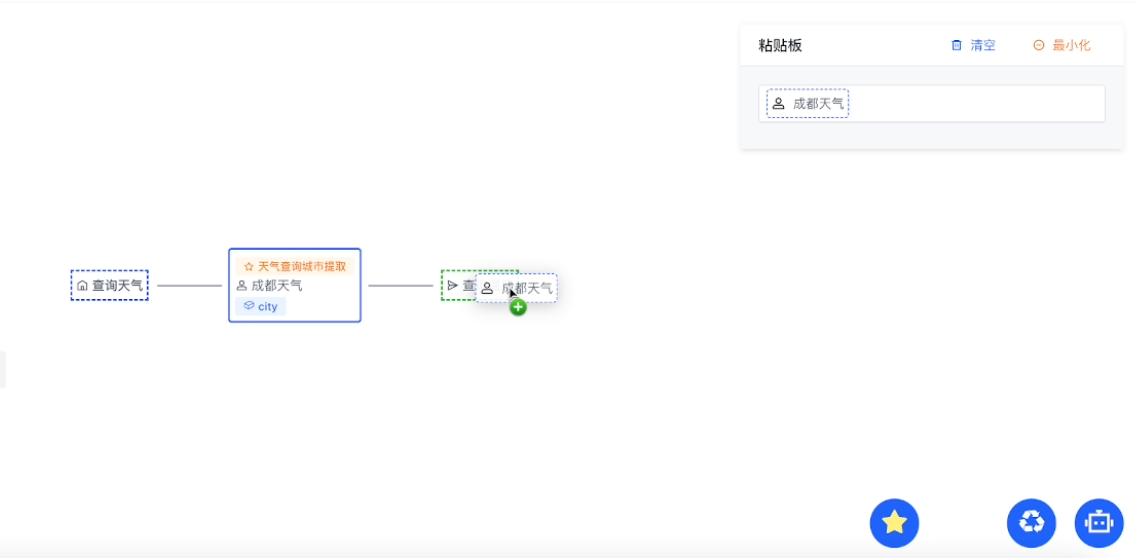 粘贴板
清空
最小化
成都天气
查询天气
天气查询城市提取
成都天气
city
查
成都天气